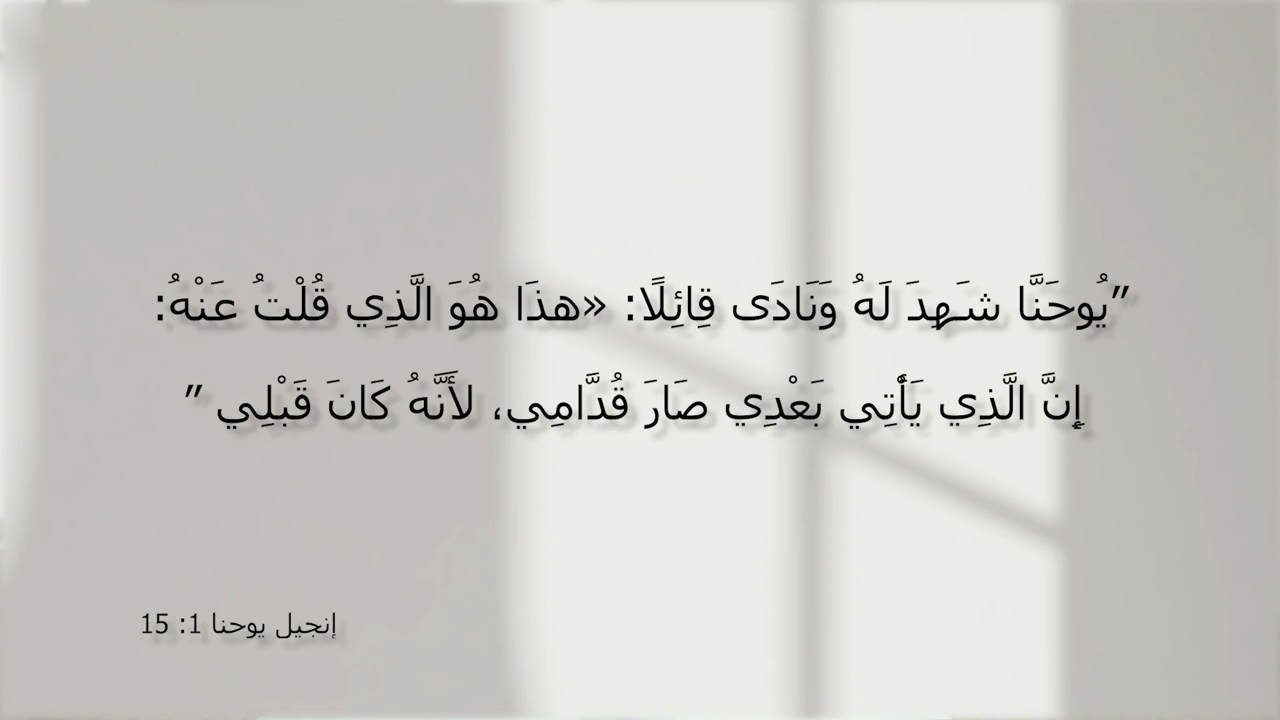 ”يُوحَنَّا شَهِدَ لَهُ وَنَادَى قِائِلًا: «هذَا هُوَ الَّذِي قُلْتُ عَنْهُ:
إِنَّ الَّذِي يَأْتِي بَعْدِي صَارَ قُدَّامِي، لأَنَّهُ كَانَ قَبْلِي ”
إنجيل يوحنا 1: 15